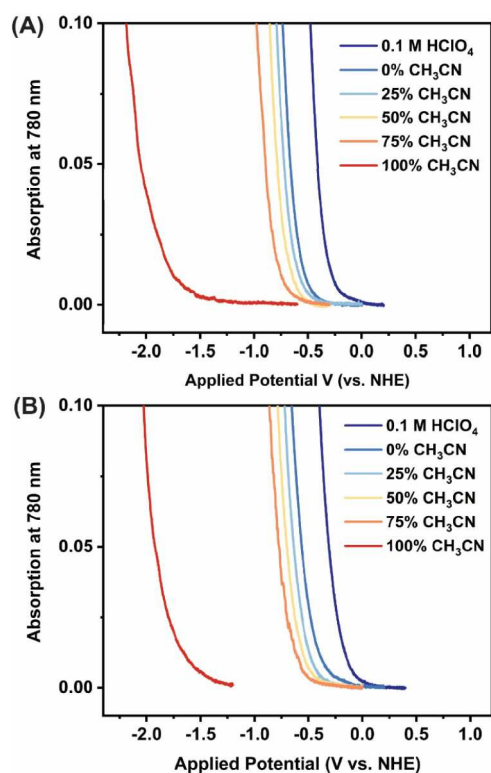 (A)
0.10
0.05
0.00
Absorption at 780 nm
0.1 M HClO₄
0% CH₃CN
25% CH₃CN
50% CH₃CN
75% CH₃CN
100% CH₃CN
-2.0 -1.5 -1.0 -0.5 0.0 0.5 1.0
Applied Potential V (vs. NHE)
(B)
0.10
0.05
0.00
Absorption at 780 nm
0.1 M HClO₄
0% CH₃CN
25% CH₃CN
50% CH₃CN
75% CH₃CN
100% CH₃CN
-2.0 -1.5 -1.0 -0.5 0.0 0.5 1.0
Applied Potential (V vs. NHE)